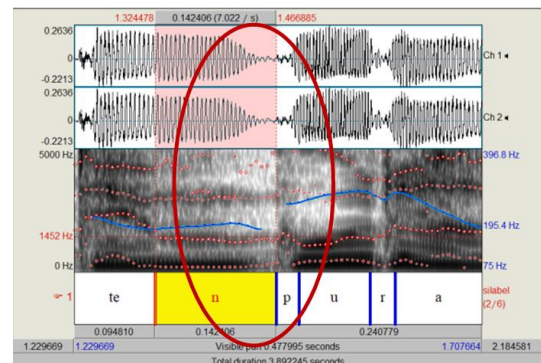 1.324478 0.142406 (7.022 / s) 1.466885
0.2636
0
-0.2213
Ch 1
0.2636
0
-0.2213
Ch 2
5000 Hz 396.8 Hz
195.4 Hz
1452 Hz
0 Hz 75 Hz
1 te n p u r a silabel (2/6)
0.094810 0.142406 0.240779
1.229669 1.229669 Visible part 0.477995 seconds 1.707664 2.184581
Total duration 3.892245 seconds